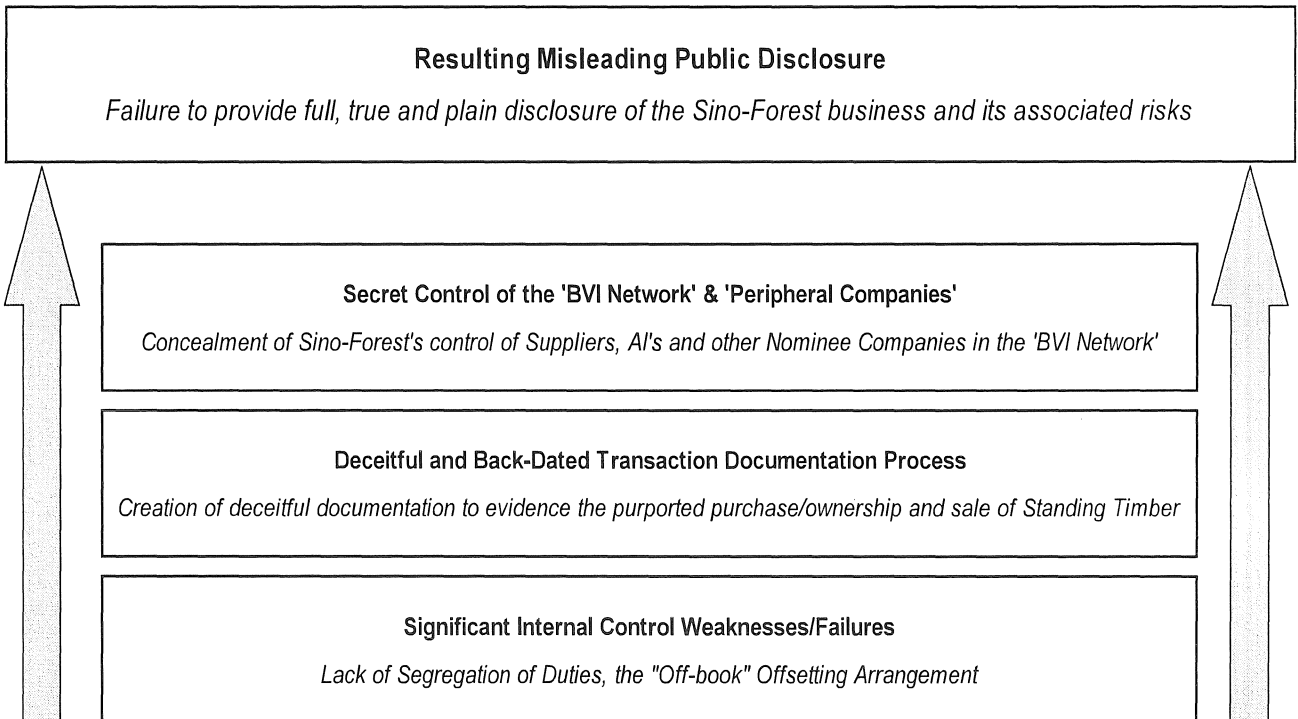 Resulting Misleading Public Disclosure
Failure to provide full, true and plain disclosure of the Sino-Forest business and its associated risks
Secret Control of the 'BVI Network' & 'Peripheral Companies'
Concealment of Sino-Forest's control of Suppliers, AI's and other Nominee Companies in the 'BVI Network'
Deceitful and Back-Dated Transaction Documentation Process
Creation of deceitful documentation to evidence the purported purchase/ownership and sale of Standing Timber
Significant Internal Control Weaknesses/Failures
Lack of Segregation of Duties, the "Off-book" Offsetting Arrangement